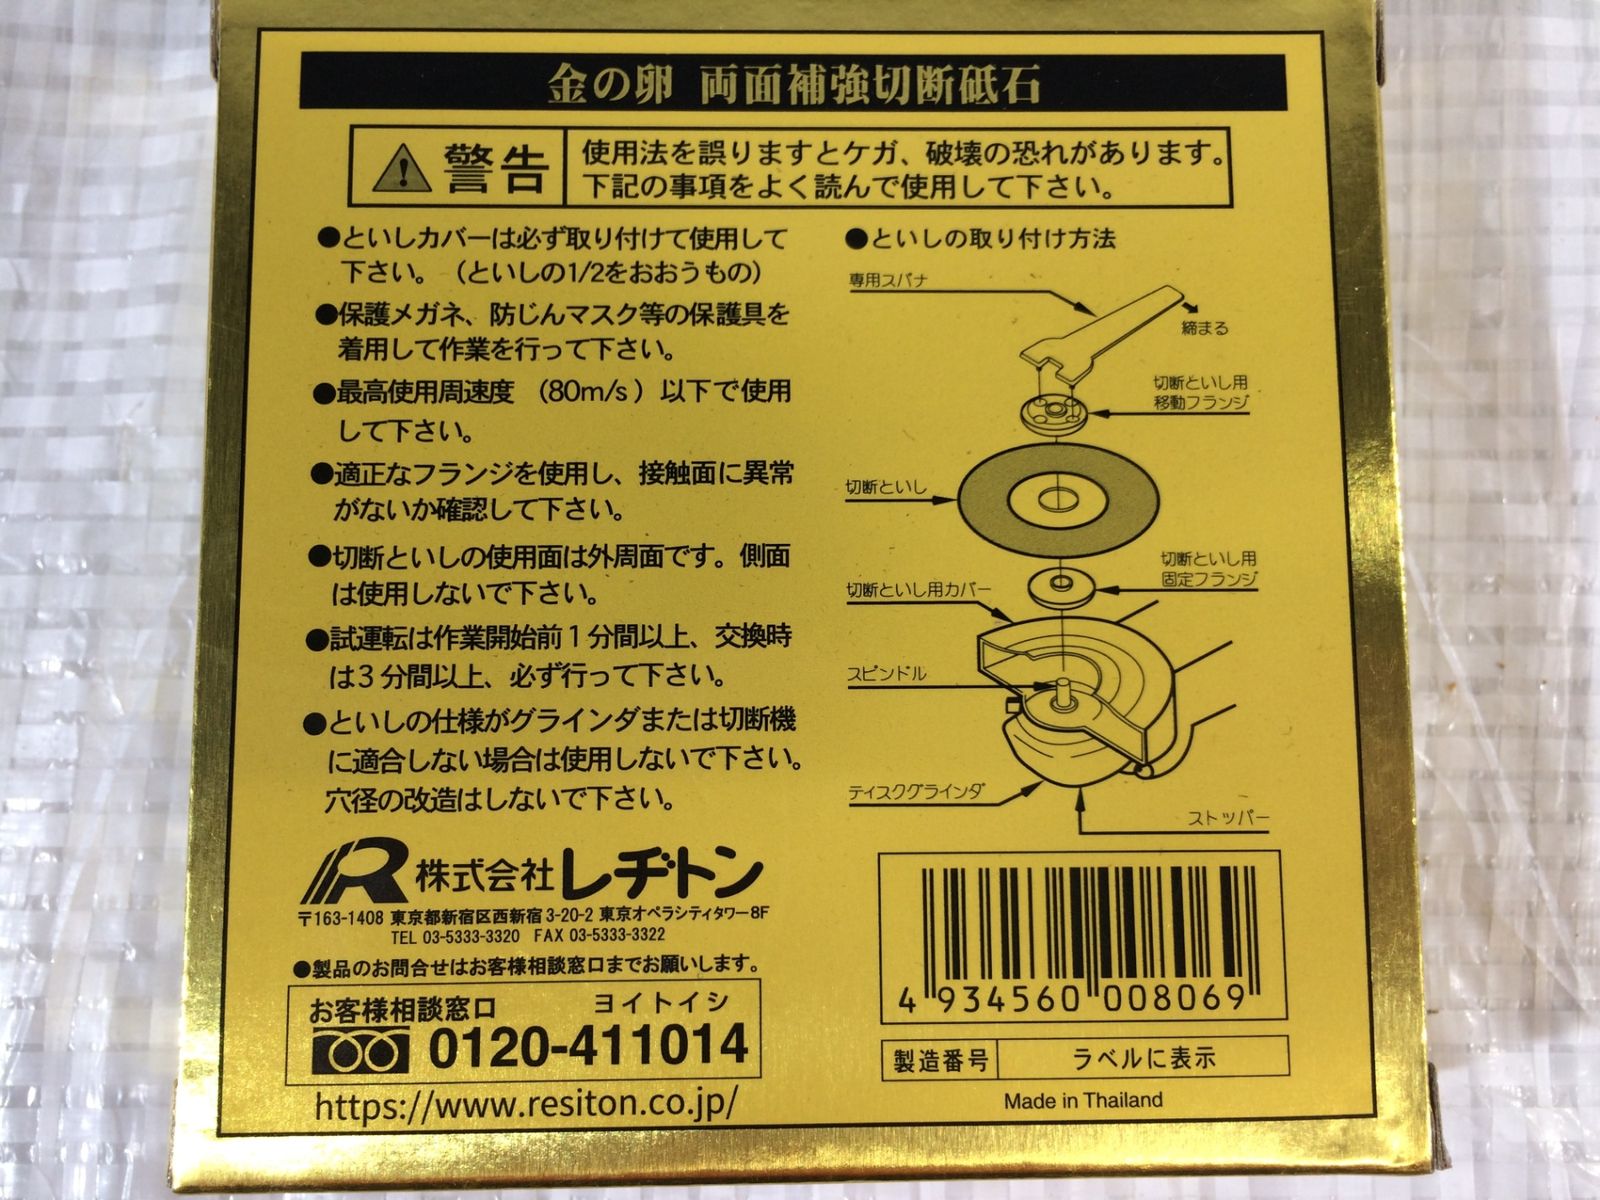 金の卵 両面補強切断砥石
警告
使用法を誤りますとケガ、破壊の恐れがあります。
下記の事項をよく読んで使用して下さい。
●といしカバーは必ず取り付けて使用して
下さい。（といしの1/2をおおうもの）
●保護メガネ、防じんマスク等の保護具を
着用して作業を行って下さい。
●最高使用周速度（80m/s）以下で使用
して下さい。
●適正なフランジを使用し、接触面に異常
がないか確認して下さい。
●切断といしの使用面は外周面です。側面
は使用しないで下さい。
●試運転は作業開始前1分間以上、交換時
は3分間以上、必ず行って下さい。
●といしの仕様がグラインダまたは切断機
に適合しない場合は使用しないで下さい。
穴径の改造はしないで下さい。
●といしの取り付け方法
専用スパナ
締まる
切断といし用
移動フランジ
切断といし
切断といし用
固定フランジ
切断といし用カバー
スピンドル
ディスクグラインダ
ストッパー
R 株式会社レヂトン
〒163-1408 東京都新宿区西新宿3-20-2 東京オペラシティタワー8F
TEL 03-5333-3320 FAX 03-5333-3322
●製品のお問合せはお客様相談窓口までお願いします。
お客様相談窓口 ヨイトイシ
0120-411014
https://www.resiton.co.jp/
4 934560 008069
製造番号 ラベルに表示
Made in Thailand